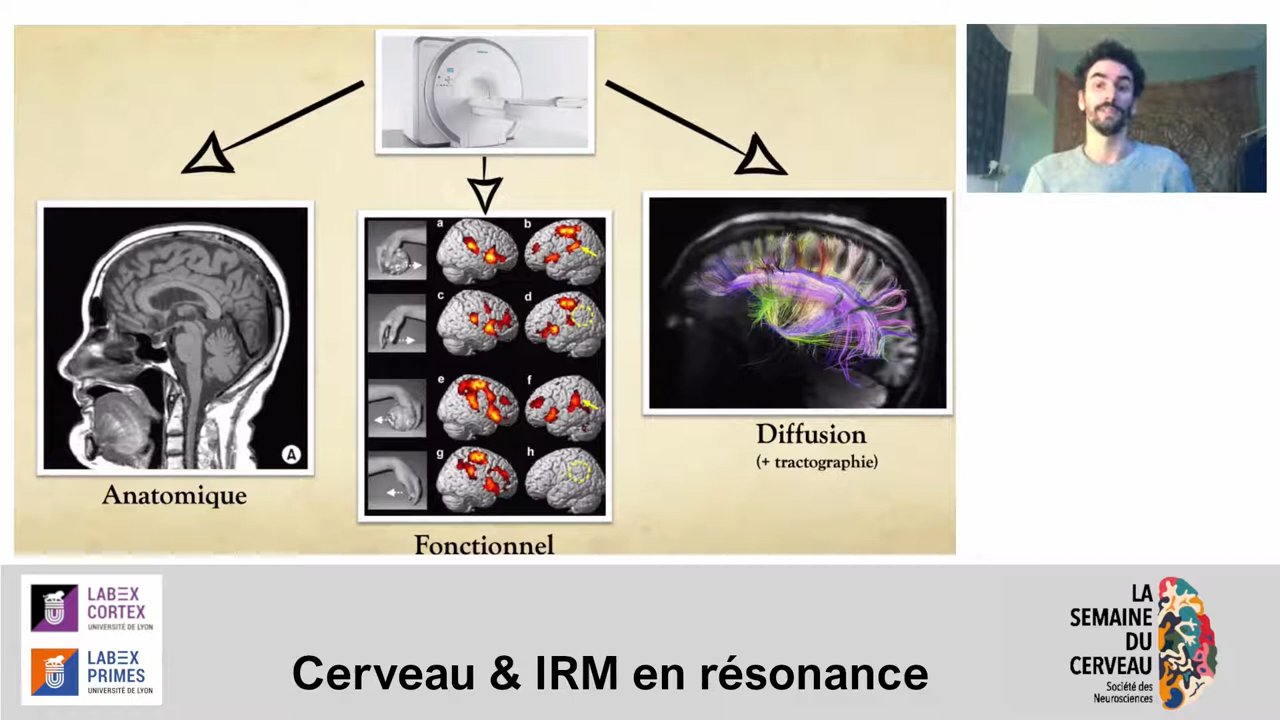 a
b
c
d
e
f
g
h
A
Anatomique
Fonctionnel
Diffusion
(+ tractographie)
LABEX
CORTEX
UNIVERSITÉ DE LYON
LABEX
PRIMES
UNIVERSITÉ DE LYON
Cerveau & IRM en résonance
LA
SEMAINE
DU
CERVEAU
Société des
Neurosciences